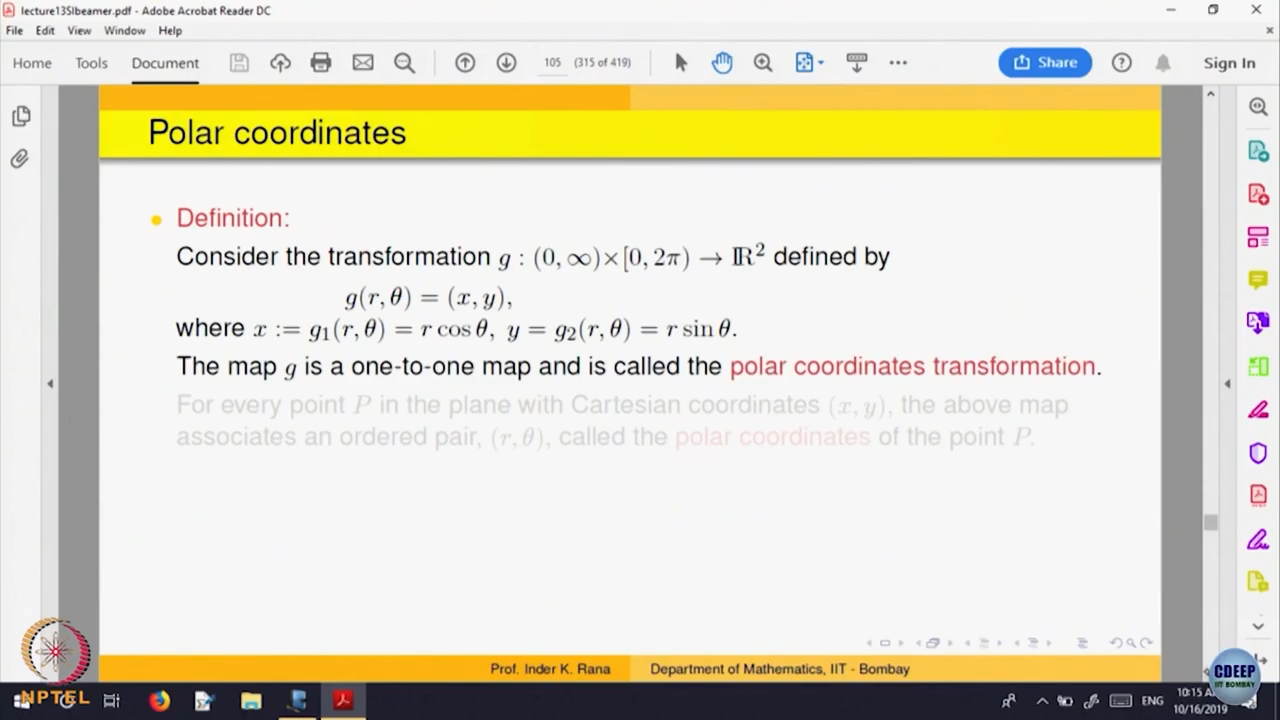 lecture13Slbeamer.pdf - Adobe Acrobat Reader DC
File Edit View Window Help
Home Tools Document 105 (315 of 419) Share Sign In
Polar coordinates
Definition:
Consider the transformation g : (0, ∞)×[0, 2π) → ℝ² defined by
g(r, θ) = (x, y),
where x := g₁(r, θ) = r cos θ, y = g₂(r, θ) = r sin θ.
The map g is a one-to-one map and is called the polar coordinates transformation.
For every point P in the plane with Cartesian coordinates (x, y), the above map
associates an ordered pair, (r, θ), called the polar coordinates of the point P.
Prof. Inder K. Rana Department of Mathematics, IIT - Bombay
NPTEL
CDEEP
IIT BOMBAY
ENG
10:15
10/16/2019